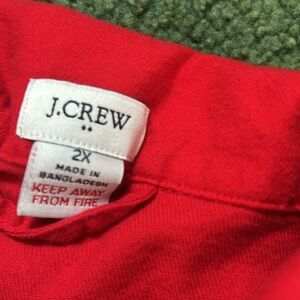 J.CREW
2X
MADE IN
BANGLADESH
KEEP AWAY
FROM FIRE